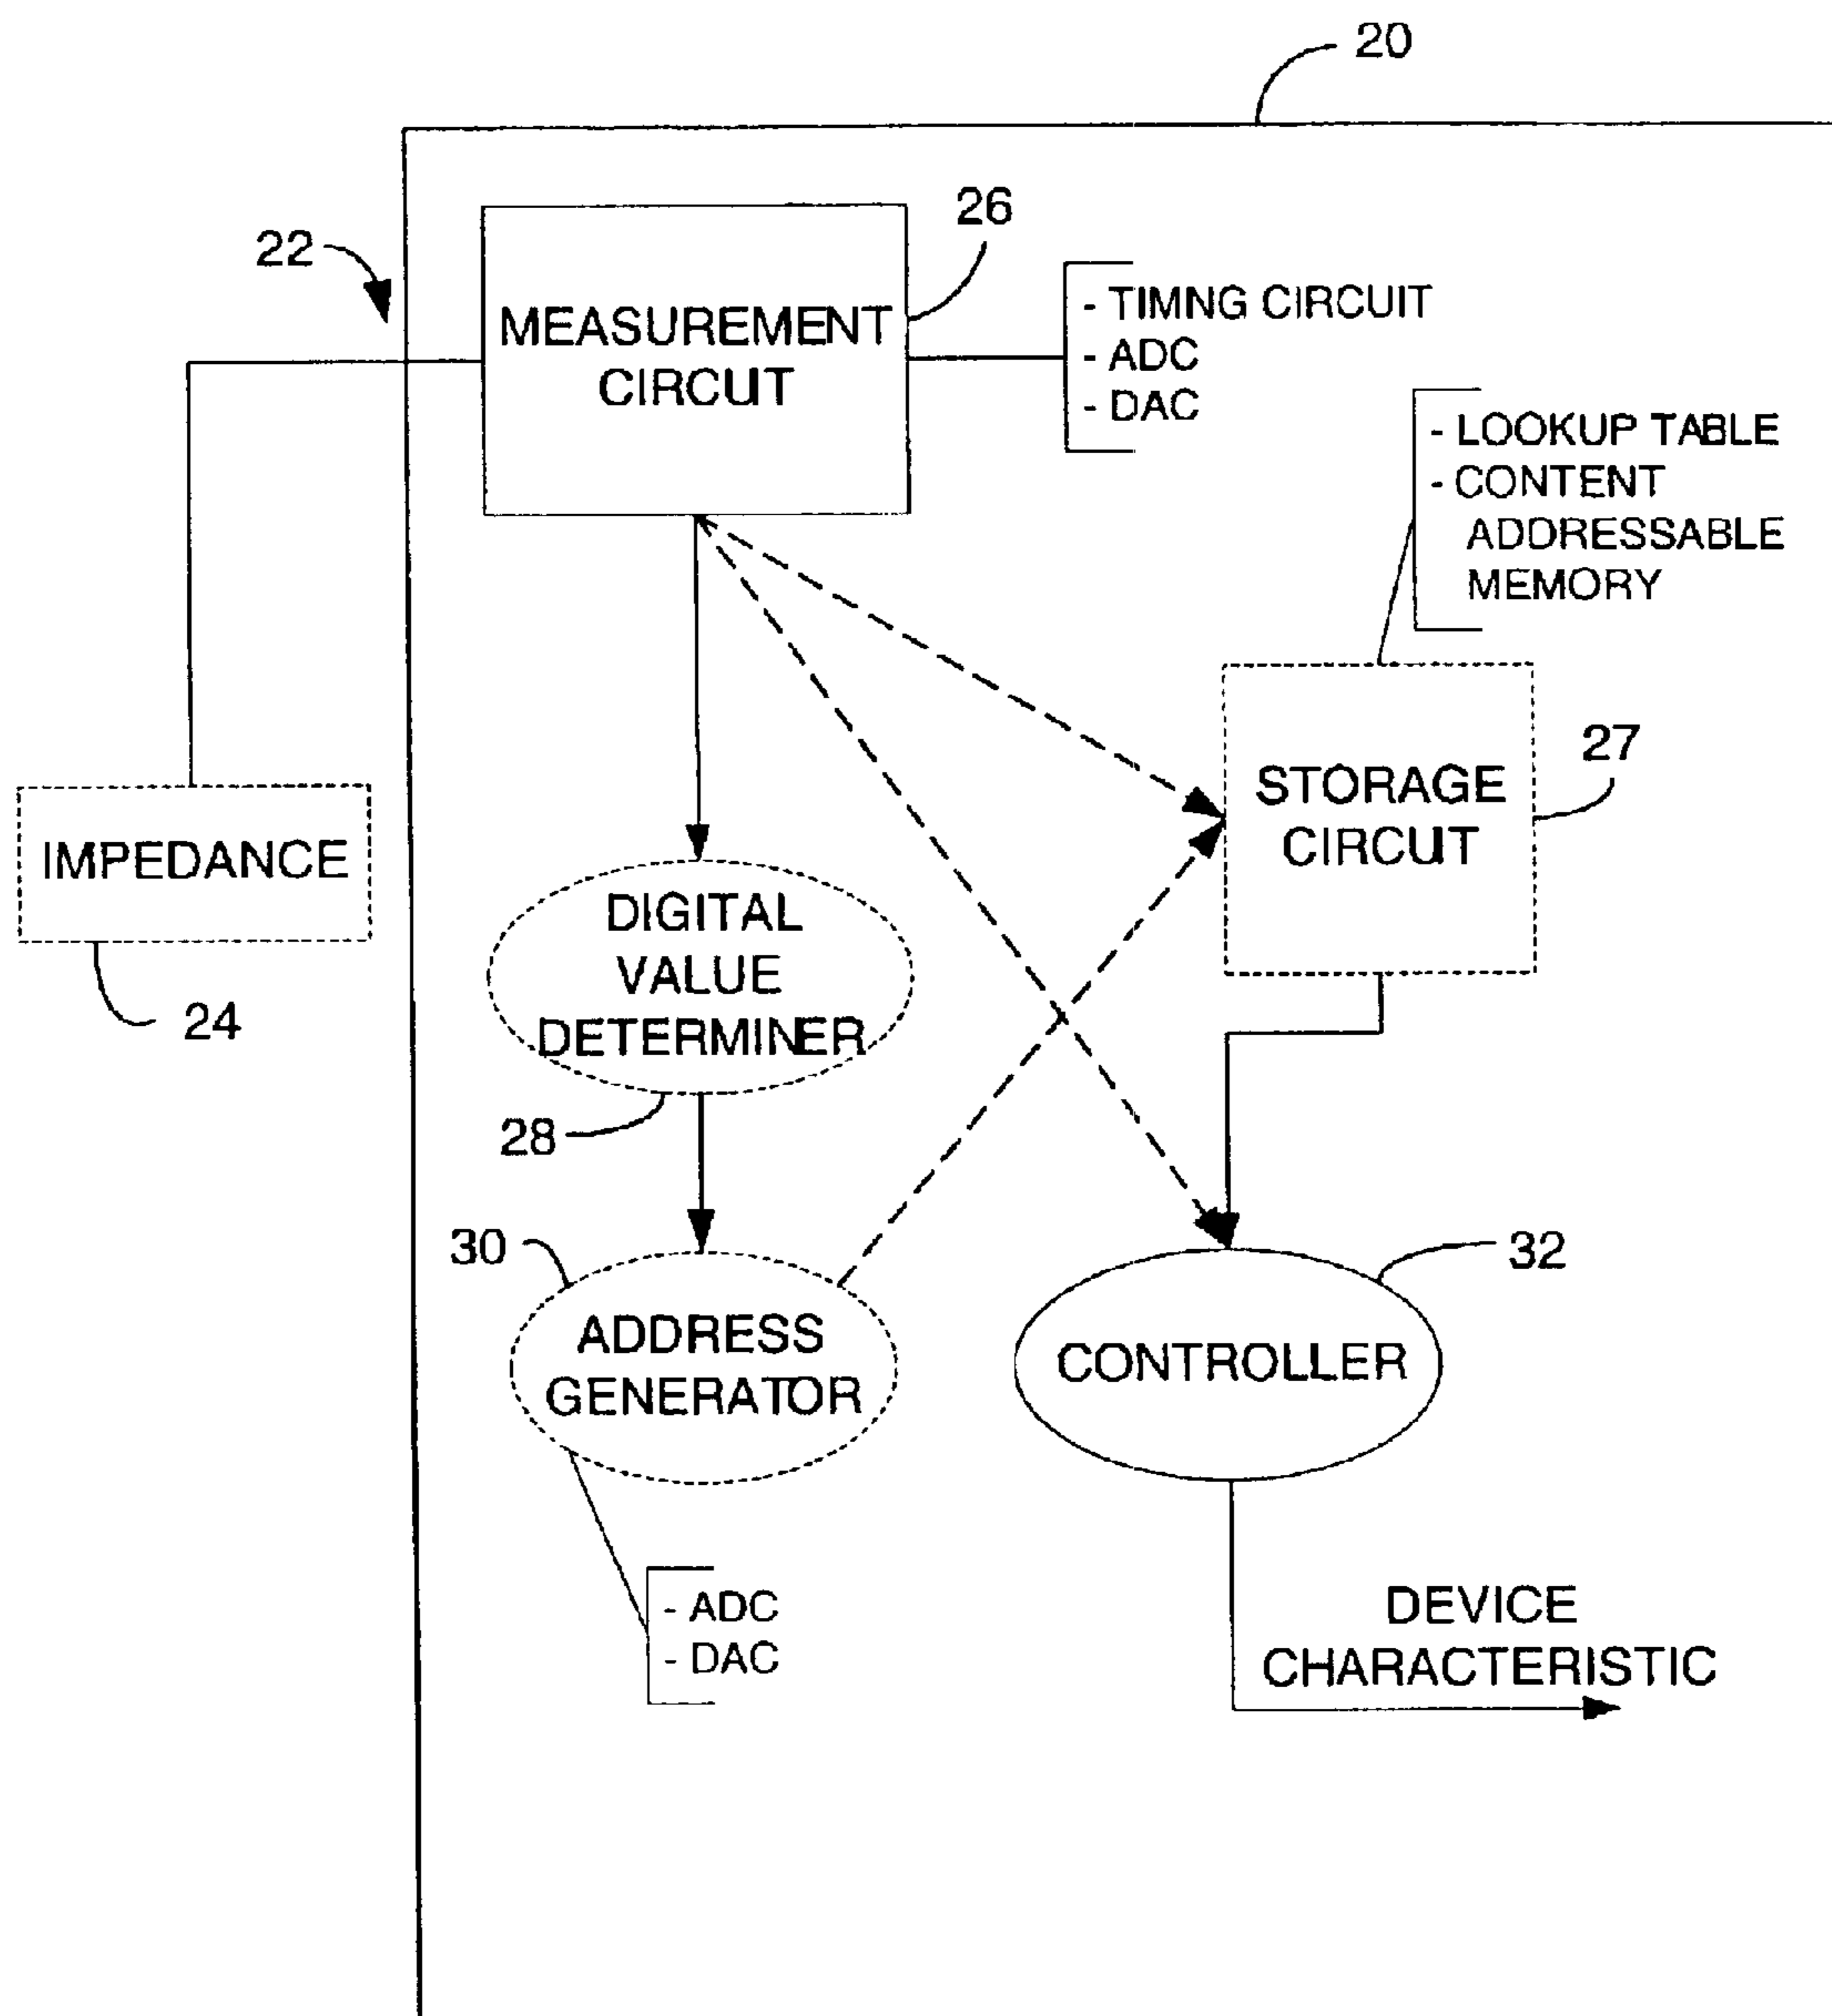 20
26
22
MEASUREMENT
CIRCUIT
- TIMNG CIRCUIT
- ADC
- DAC
- LOOKUP TABLE
- CONTENT
ADDRESSABLE
MEMORY
27
STORAGE
CIRCUIT
IMPEDANCE
24
DIGITAL
VALUE
DETERMINER
28
30
32
ADDRESS
GENERATOR
CONTROLLER
- ADC
- DAC
DEVICE
CHARACTERISTIC